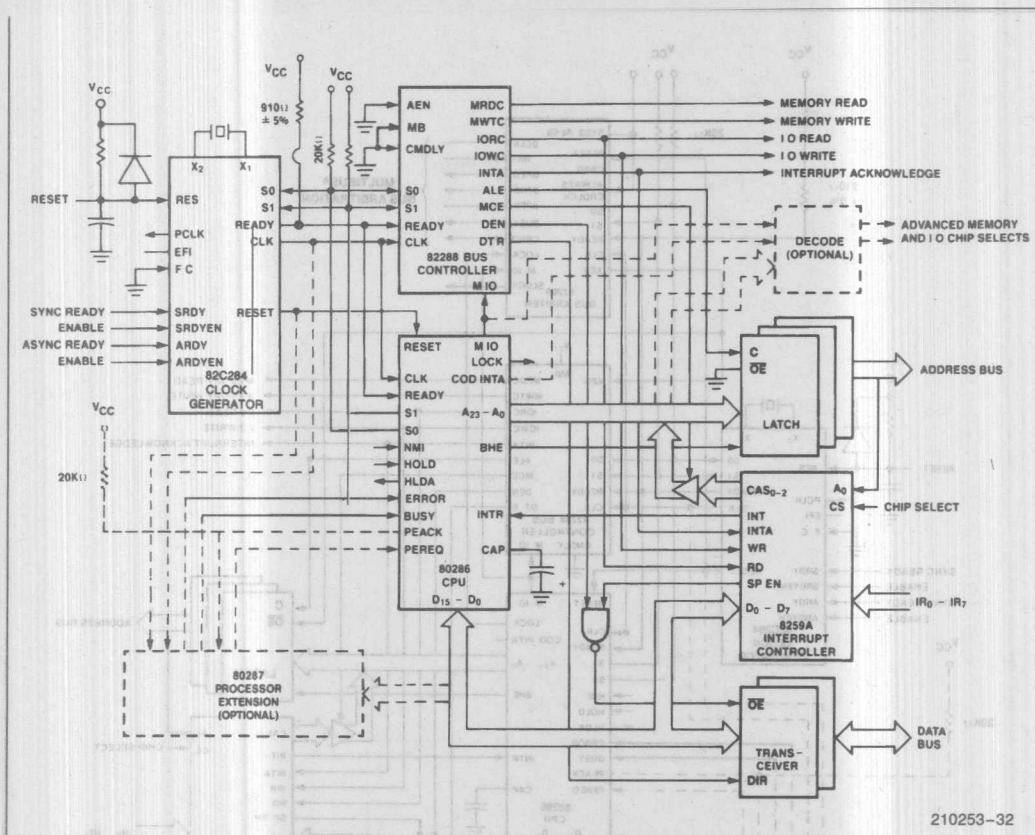 VCC
VCC
VCC
910Ω
± 5%
20KΩ
X2
X1
RESET
RES
PCLK
EFI
F C
S0
S1
READY
CLK
RESET
SYNC READY
SRDY
ENABLE
SRDYEN
ASYNC READY
ARDY
ENABLE
ARDYEN
82C284
CLOCK
GENERATOR
AEN
MB
CMDLY
S0
S1
READY
CLK
MRDC
MWTC
IORC
IOWC
INTA
ALE
MCE
DEN
DT R
82288 BUS
CONTROLLER
M IO
MEMORY READ
MEMORY WRITE
I O READ
I O WRITE
INTERRUPT ACKNOWLEDGE
DECODE
(OPTIONAL)
ADVANCED MEMORY
AND I O CHIP SELECTS
VCC
20KΩ
RESET
CLK
READY
S1
S0
NMI
HOLD
HLDA
ERROR
BUSY
PEACK
PEREQ
M IO
LOCK
COD INTA
A23 - A0
BHE
INTR
CAP
+
80286
CPU
D15 - D0
C
OE
LATCH
ADDRESS BUS
CAS0-2
INT
INTA
WR
RD
SP EN
D0 - D7
A0
CS
CHIP SELECT
IR0 - IR7
8259A
INTERRUPT
CONTROLLER
80287
PROCESSOR
EXTENSION
(OPTIONAL)
OE
TRANS-
CEIVER
DIR
DATA
BUS
210253-32